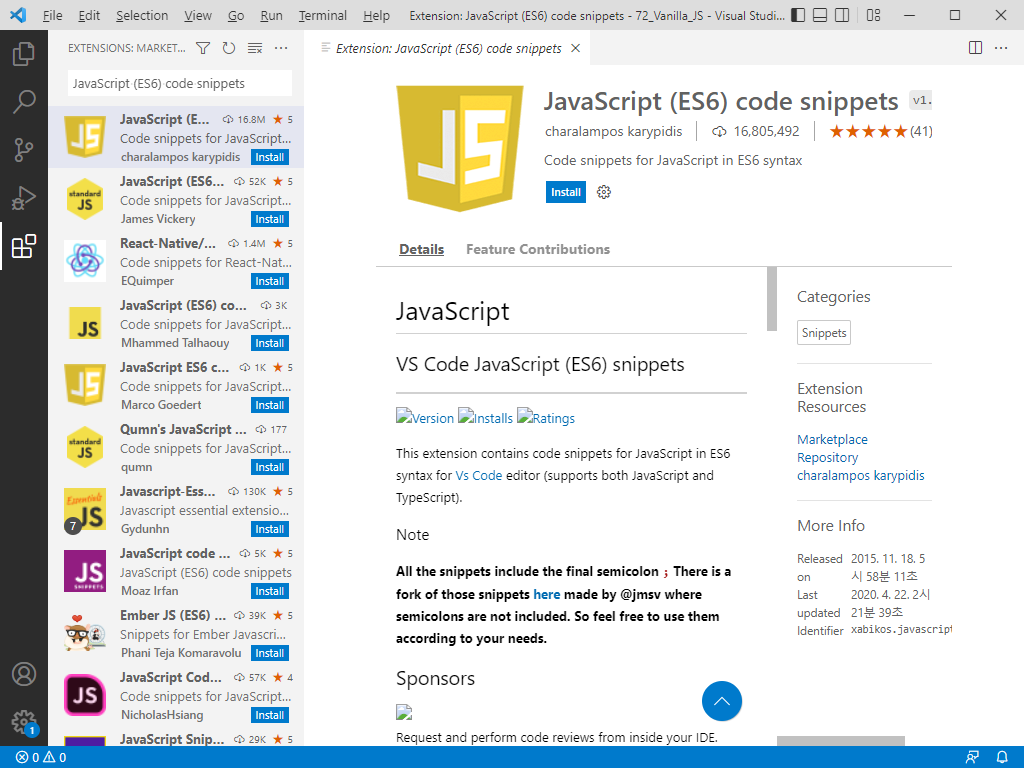 File Edit Selection View Go Run Terminal Help Extension: JavaScript (ES6) code snippets - 72_Vanilla_JS - Visual Studi...
EXTENSIONS: MARKET...
JavaScript (ES6) code snippets
JavaScript (E... 16.8M ★ 5
Code snippets for JavaScript...
charalampos karypidis Install
JavaScript (ES6... 52K ★ 5
Code snippets for JavaScript...
James Vickery Install
standard JS
React-Native/... 1.4M ★ 5
Code snippets for React-Nat...
EQuimper Install
JavaScript (ES6) co... 3K
Code snippets for JavaScript...
Mhammed Talhaouy Install
JS
JavaScript ES6 c... 1K ★ 5
Code snippets for JavaScript...
Marco Goedert Install
JS
Qumn's JavaScript ... 177
Code snippets for JavaScript...
qumn Install
standard JS
Javascript-Ess... 130K ★ 5
Javascript essential extensio...
Gydunhn Install
Essentials JS
7
JavaScript code ... 5K ★ 5
JavaScript (ES6) code snippets
Moaz Irfan Install
JS SNIPPETS
Ember JS (ES6) ... 39K ★ 5
Snippets for Ember Javascri...
Phani Teja Komaravolu Install
JavaScript Cod... 57K ★ 4
Code snippets for JavaScript...
NicholasHsiang Install
JS
JavaScript Snip... 29K ★ 5
1
Extension: JavaScript (ES6) code snippets
JS
JavaScript (ES6) code snippets v1.
charalampos karypidis 16,805,492 ★★★★★(41)
Code snippets for JavaScript in ES6 syntax
Install
Details Feature Contributions
JavaScript
VS Code JavaScript (ES6) snippets
Version Installs Ratings
This extension contains code snippets for JavaScript in ES6
syntax for Vs Code editor (supports both JavaScript and
TypeScript).
Note
All the snippets include the final semicolon ; There is a
fork of those snippets here made by @jmsv where
semicolons are not included. So feel free to use them
according to your needs.
Sponsors
Request and perform code reviews from inside your IDE.
Categories
Snippets
Extension
Resources
Marketplace
Repository
charalampos karypidis
More Info
Released on 2015. 11. 18. 5
시 58분 11초
Last updated 2020. 4. 22. 2시
21분 39초
Identifier xabikos.javascript
0 0